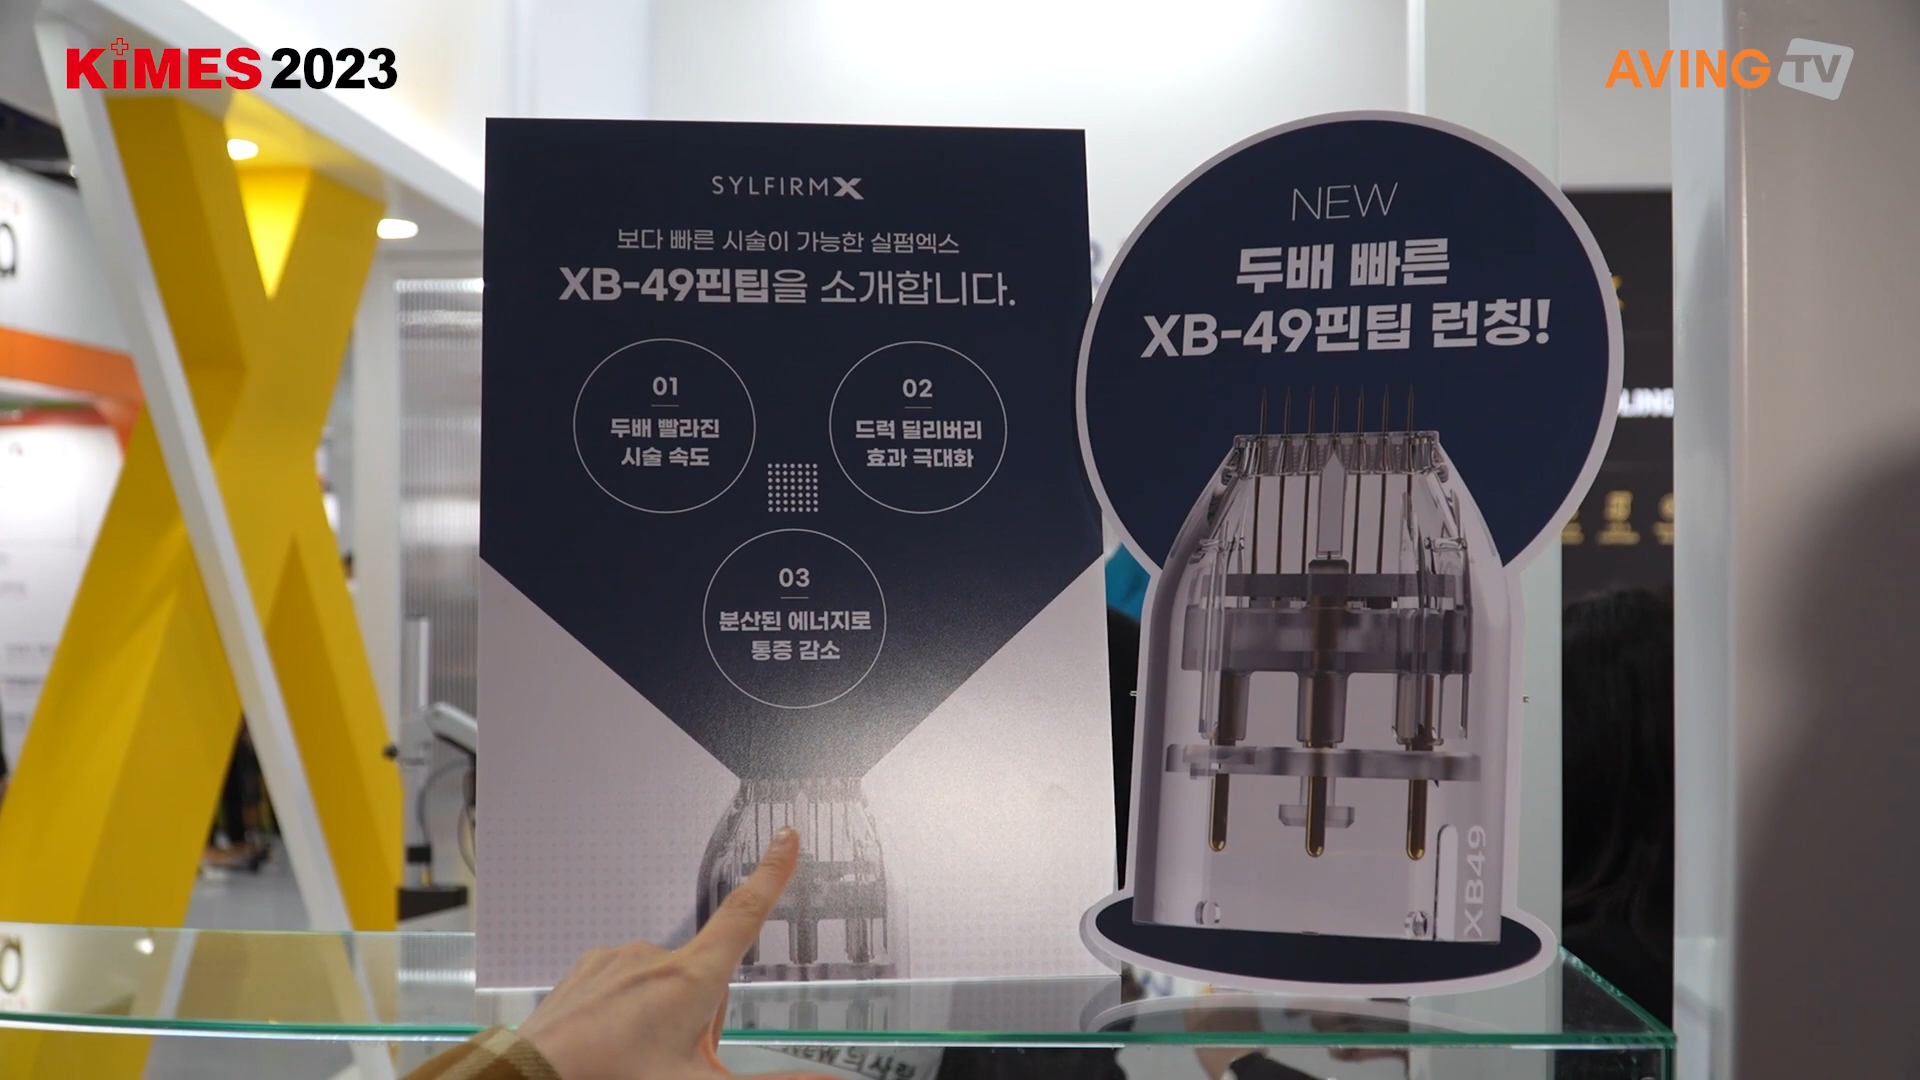 KiMES 2023
AVING TV
SYLFIRM X
보다 빠른 시술이 가능한 실펌엑스
XB-49핀팁을 소개합니다.
01
두배 빨라진
시술 속도
02
드럭 딜리버리
효과 극대화
03
분산된 에너지로
통증 감소
NEW
두배 빠른
XB-49핀팁 런칭!
XB49